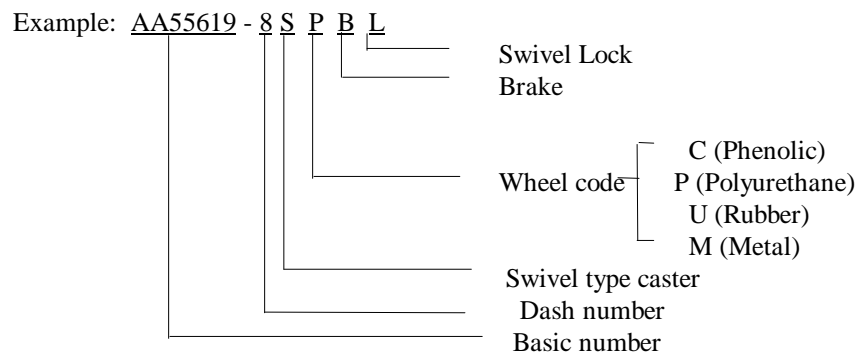 Example: AA55619 - 8 S P B L
Swivel Lock
Brake
C (Phenolic)
Wheel code P (Polyurethane)
U (Rubber)
M (Metal)
Swivel type caster
Dash number
Basic number